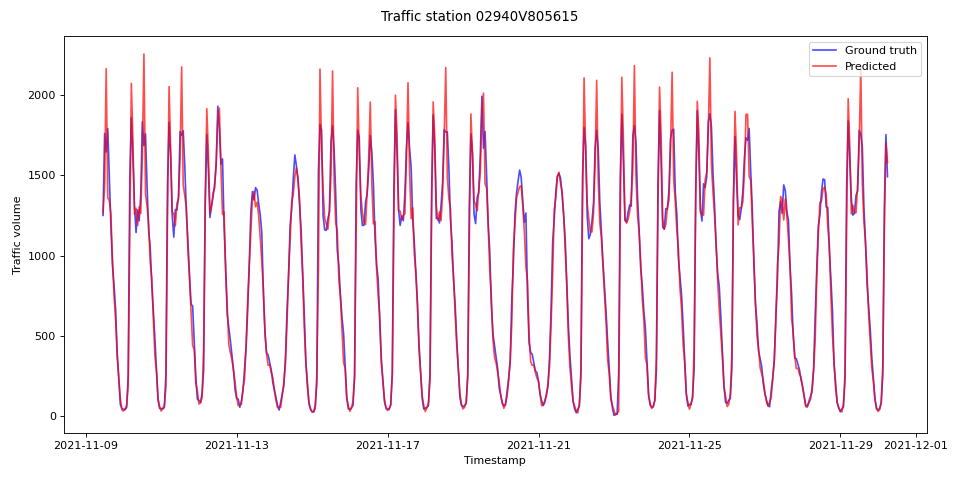 Traffic station 02940V805615
Ground truth
Predicted
Traffic volume
2000
1500
1000
500
0
2021-11-09
2021-11-13
2021-11-17
2021-11-21
2021-11-25
2021-11-29
2021-12-01
Timestamp